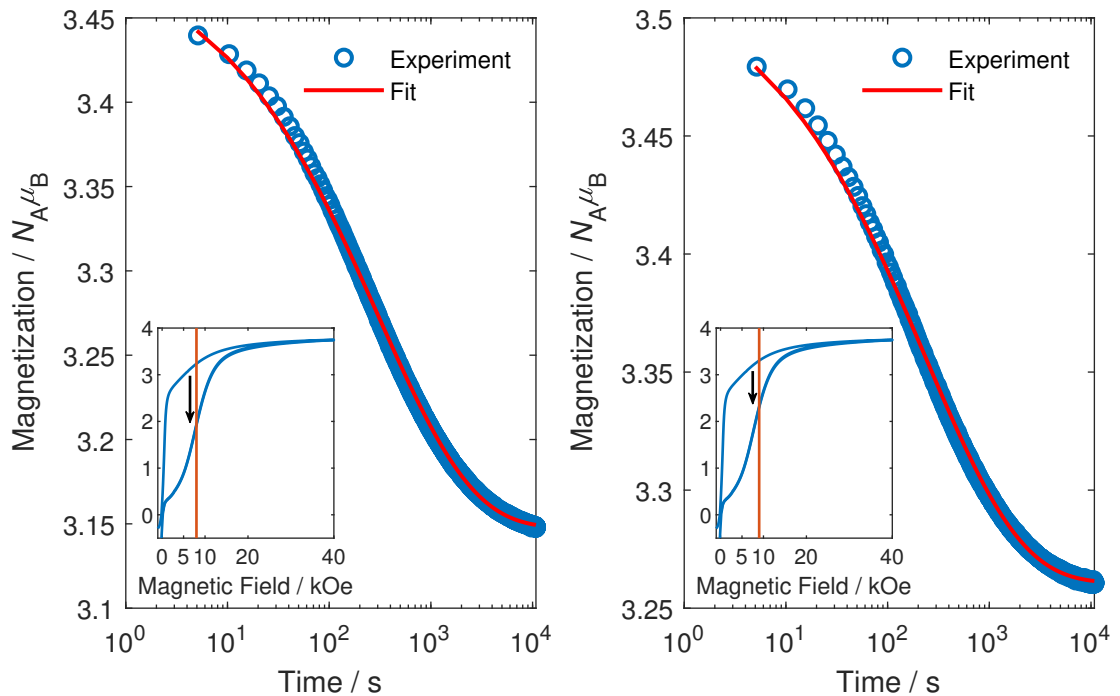 3.45
3.4
3.35
3.3
3.25
3.2
3.15
3.1
Magnetization / N_A μ_B
Experiment
Fit
4
3
2
1
0
0 5 10 20 40
Magnetic Field / kOe
10^0 10^1 10^2 10^3 10^4
Time / s
3.5
3.45
3.4
3.35
3.3
3.25
Magnetization / N_A μ_B
Experiment
Fit
4
3
2
1
0
0 5 10 20 40
Magnetic Field / kOe
10^0 10^1 10^2 10^3 10^4
Time / s